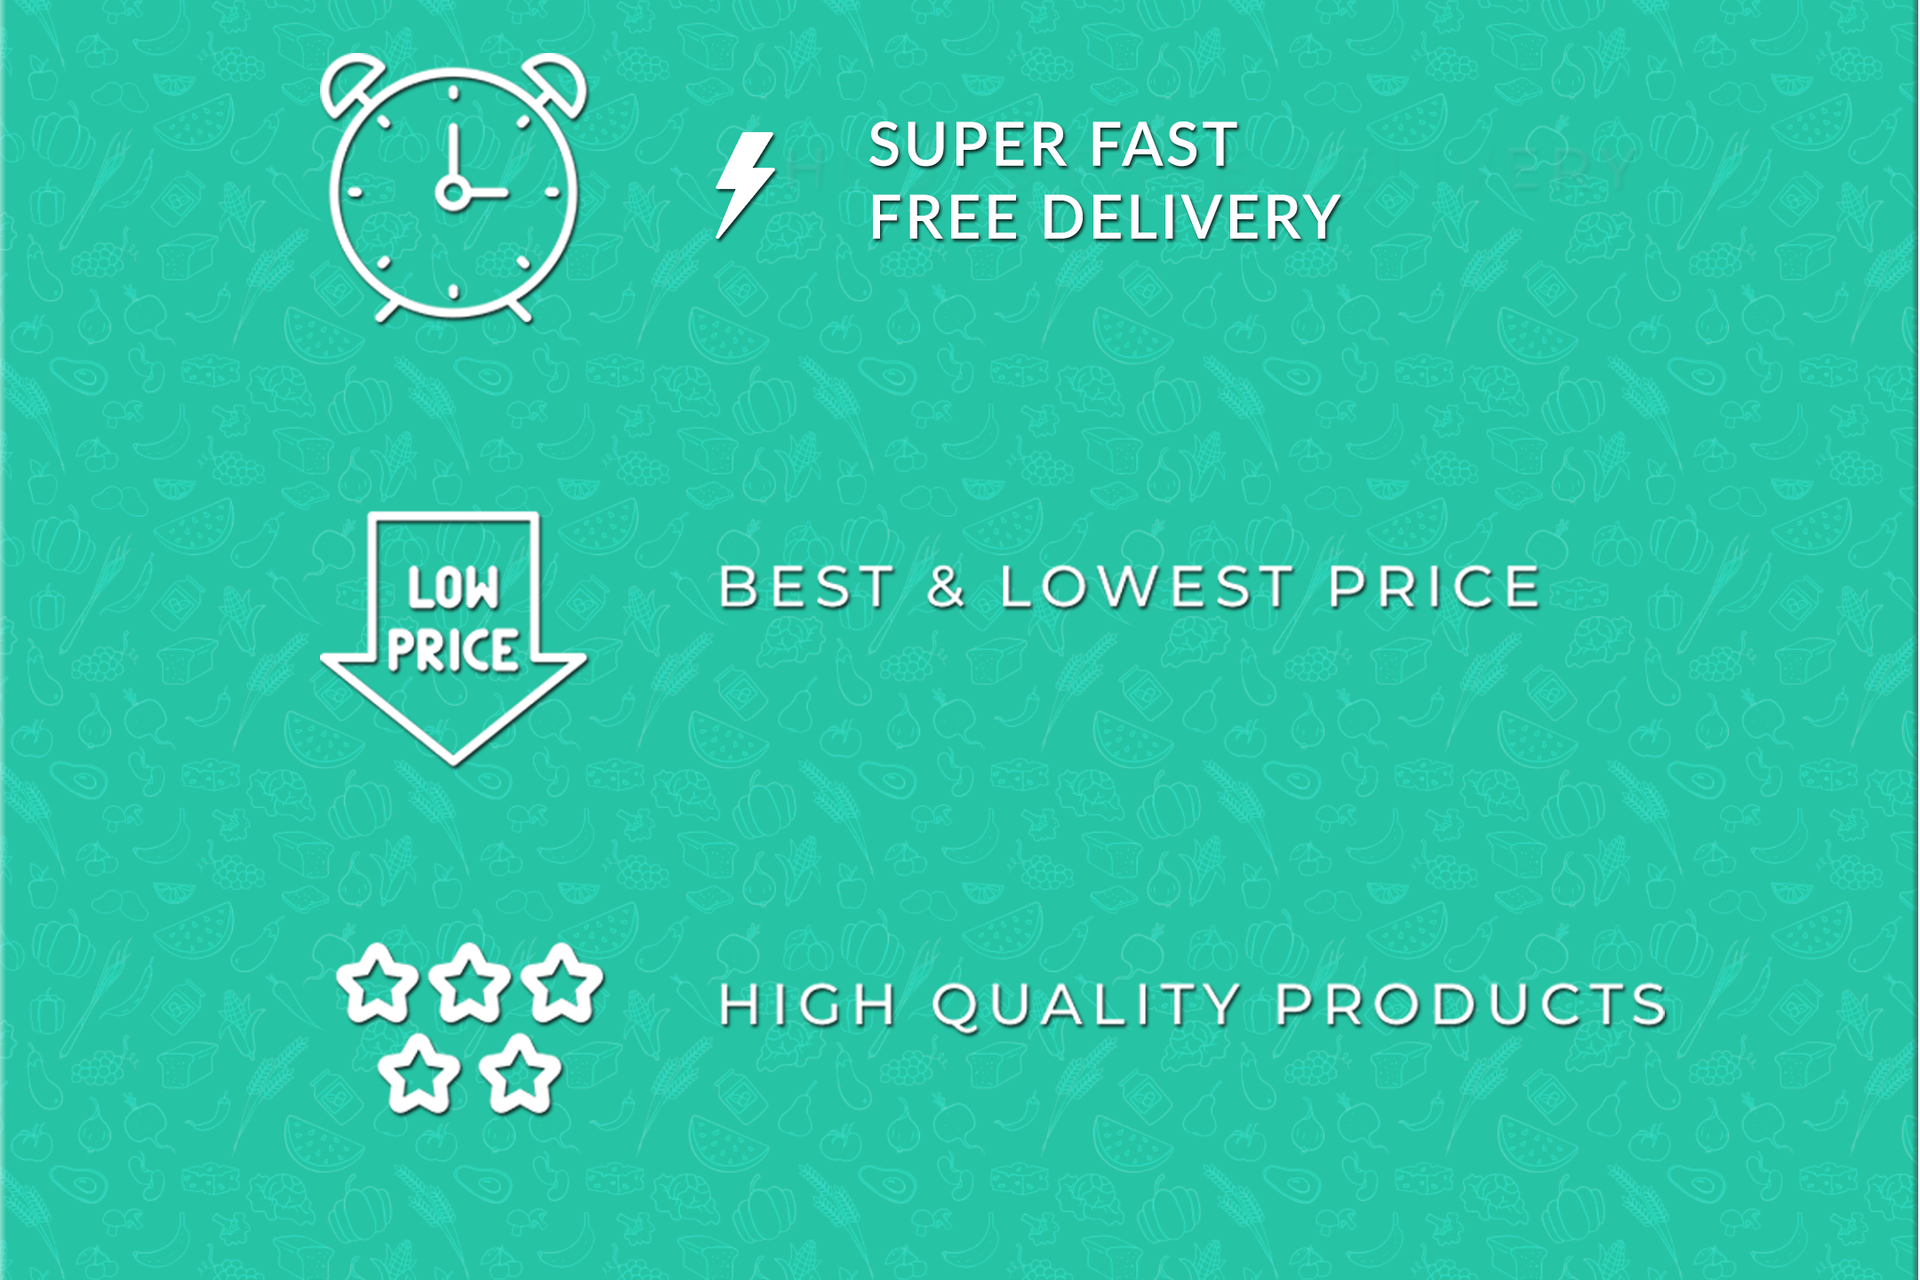 SUPER FAST
FREE DELIVERY
LOW
PRICE
BEST & LOWEST PRICE
HIGH QUALITY PRODUCTS